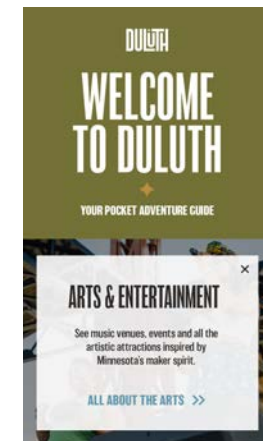 DULUTH
WELCOME
TO DULUTH
YOUR POCKET ADVENTURE GUIDE
×
ARTS & ENTERTAINMENT
See music venues, events and all the
artistic attractions inspired by
Minnesota's maker spirit.
ALL ABOUT THE ARTS >>